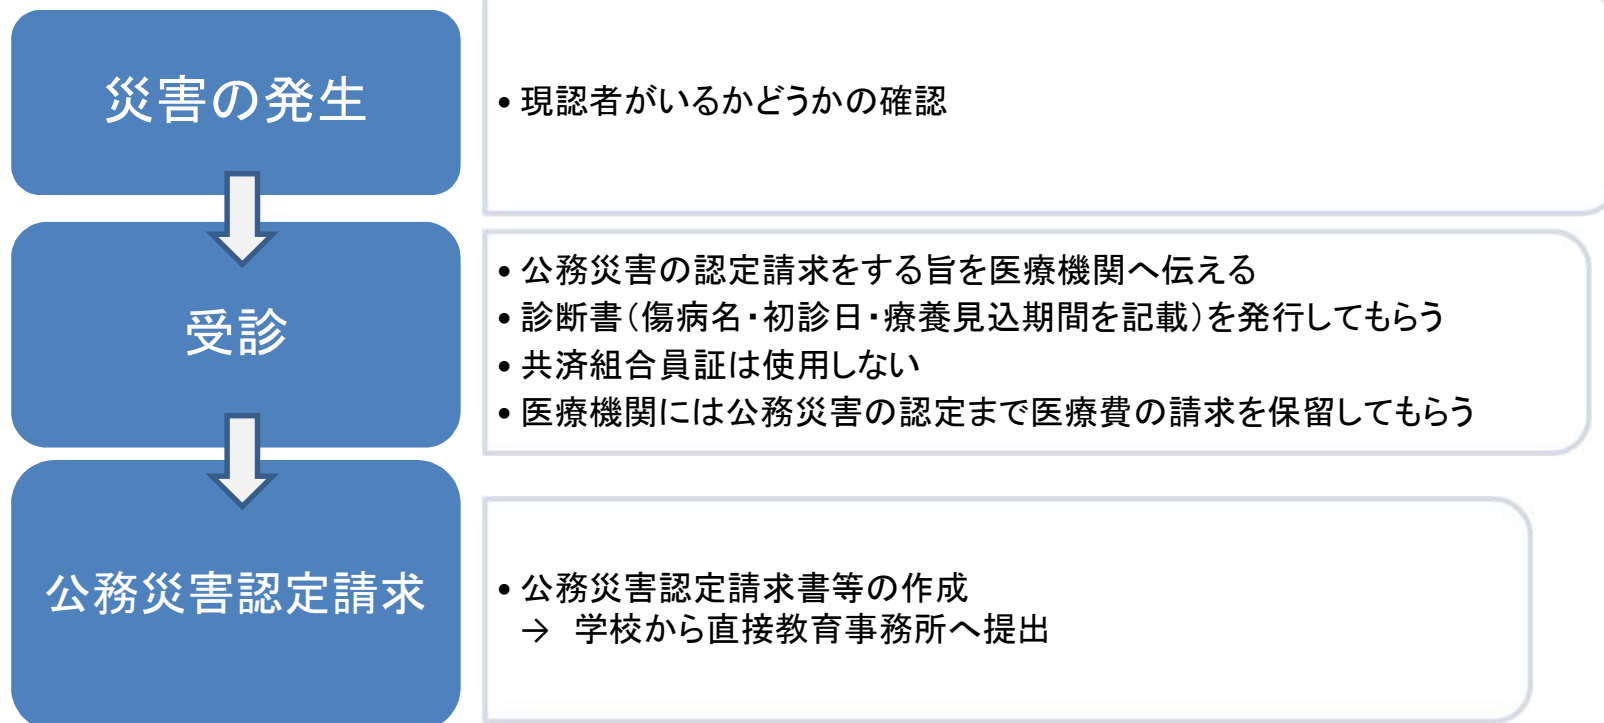 災害の発生
• 現認者がいるかどうかの確認
受診
• 公務災害の認定請求をする旨を医療機関へ伝える
• 診断書（傷病名・初診日・療養見込期間を記載）を発行してもらう
• 共済組合員証は使用しない
• 医療機関には公務災害の認定まで医療費の請求を保留してもらう
公務災害認定請求
• 公務災害認定請求書等の作成
→　学校から直接教育事務所へ提出